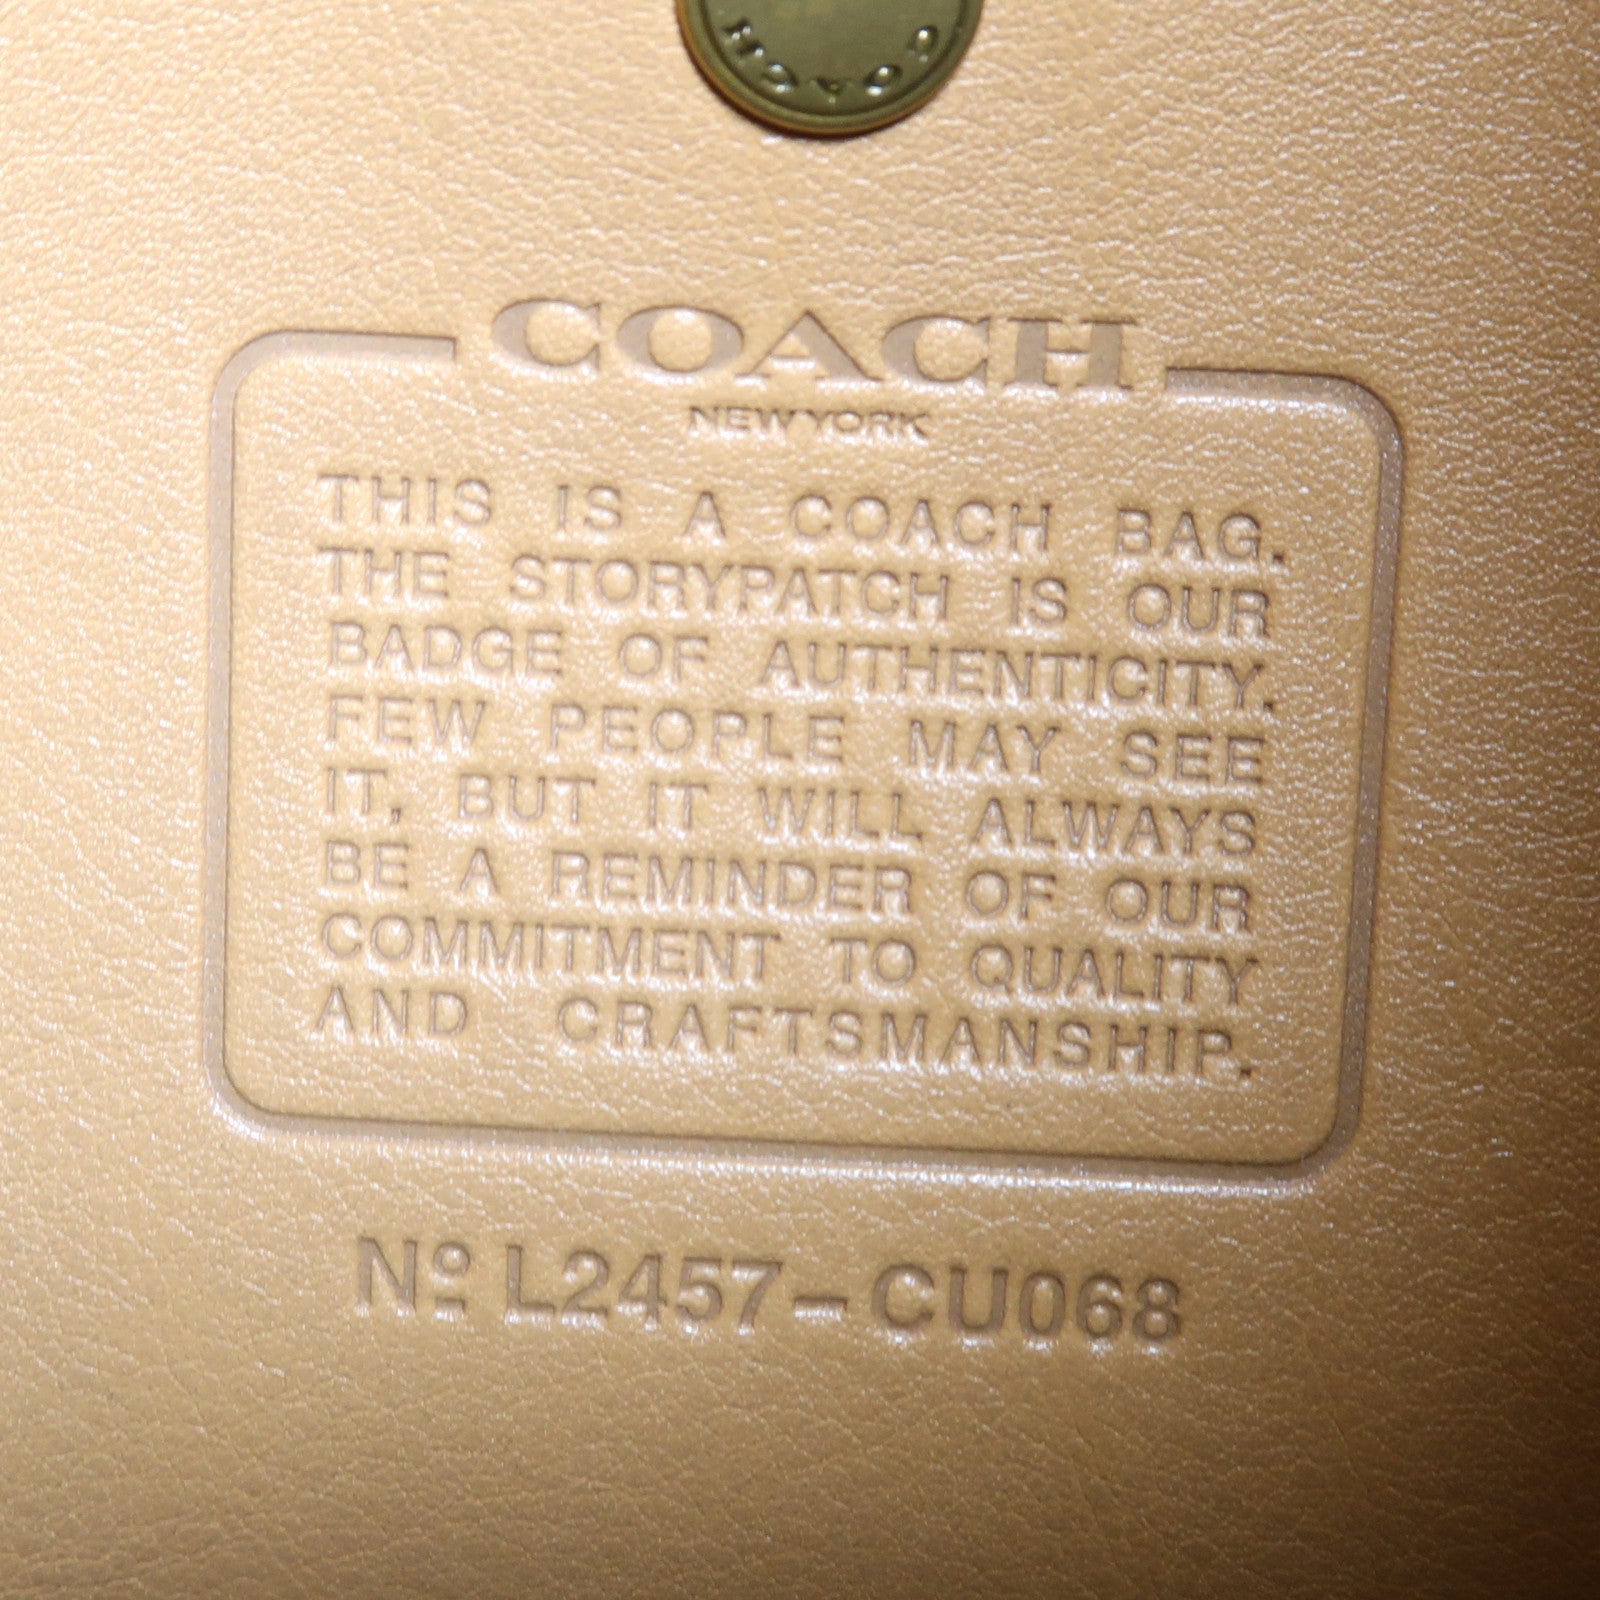 COACH
COACH
NEW YORK
THIS IS A COACH BAG.
THE STORYPATCH IS OUR
BADGE OF AUTHENTICITY.
FEW PEOPLE MAY SEE
IT, BUT IT WILL ALWAYS
BE A REMINDER OF OUR
COMMITMENT TO QUALITY
AND CRAFTSMANSHIP.
Nº L2457-CU068